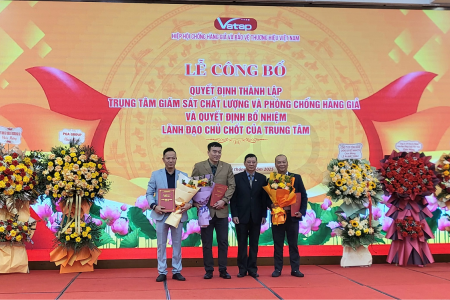 Vatap
HIỆP HỘI CHỐNG HÀNG GIẢ VÀ BẢO VỆ THƯƠNG HIỆU VIỆT NAM
LỄ CÔNG BỐ
QUYẾT ĐỊNH THÀNH LẬP
TRUNG TÂM GIÁM SÁT CHẤT LƯỢNG VÀ PHÒNG CHỐNG HÀNG GIẢ
VÀ QUYẾT ĐỊNH BỔ NHIỆM
LÃNH ĐẠO CHỦ CHỐT CỦA TRUNG TÂM